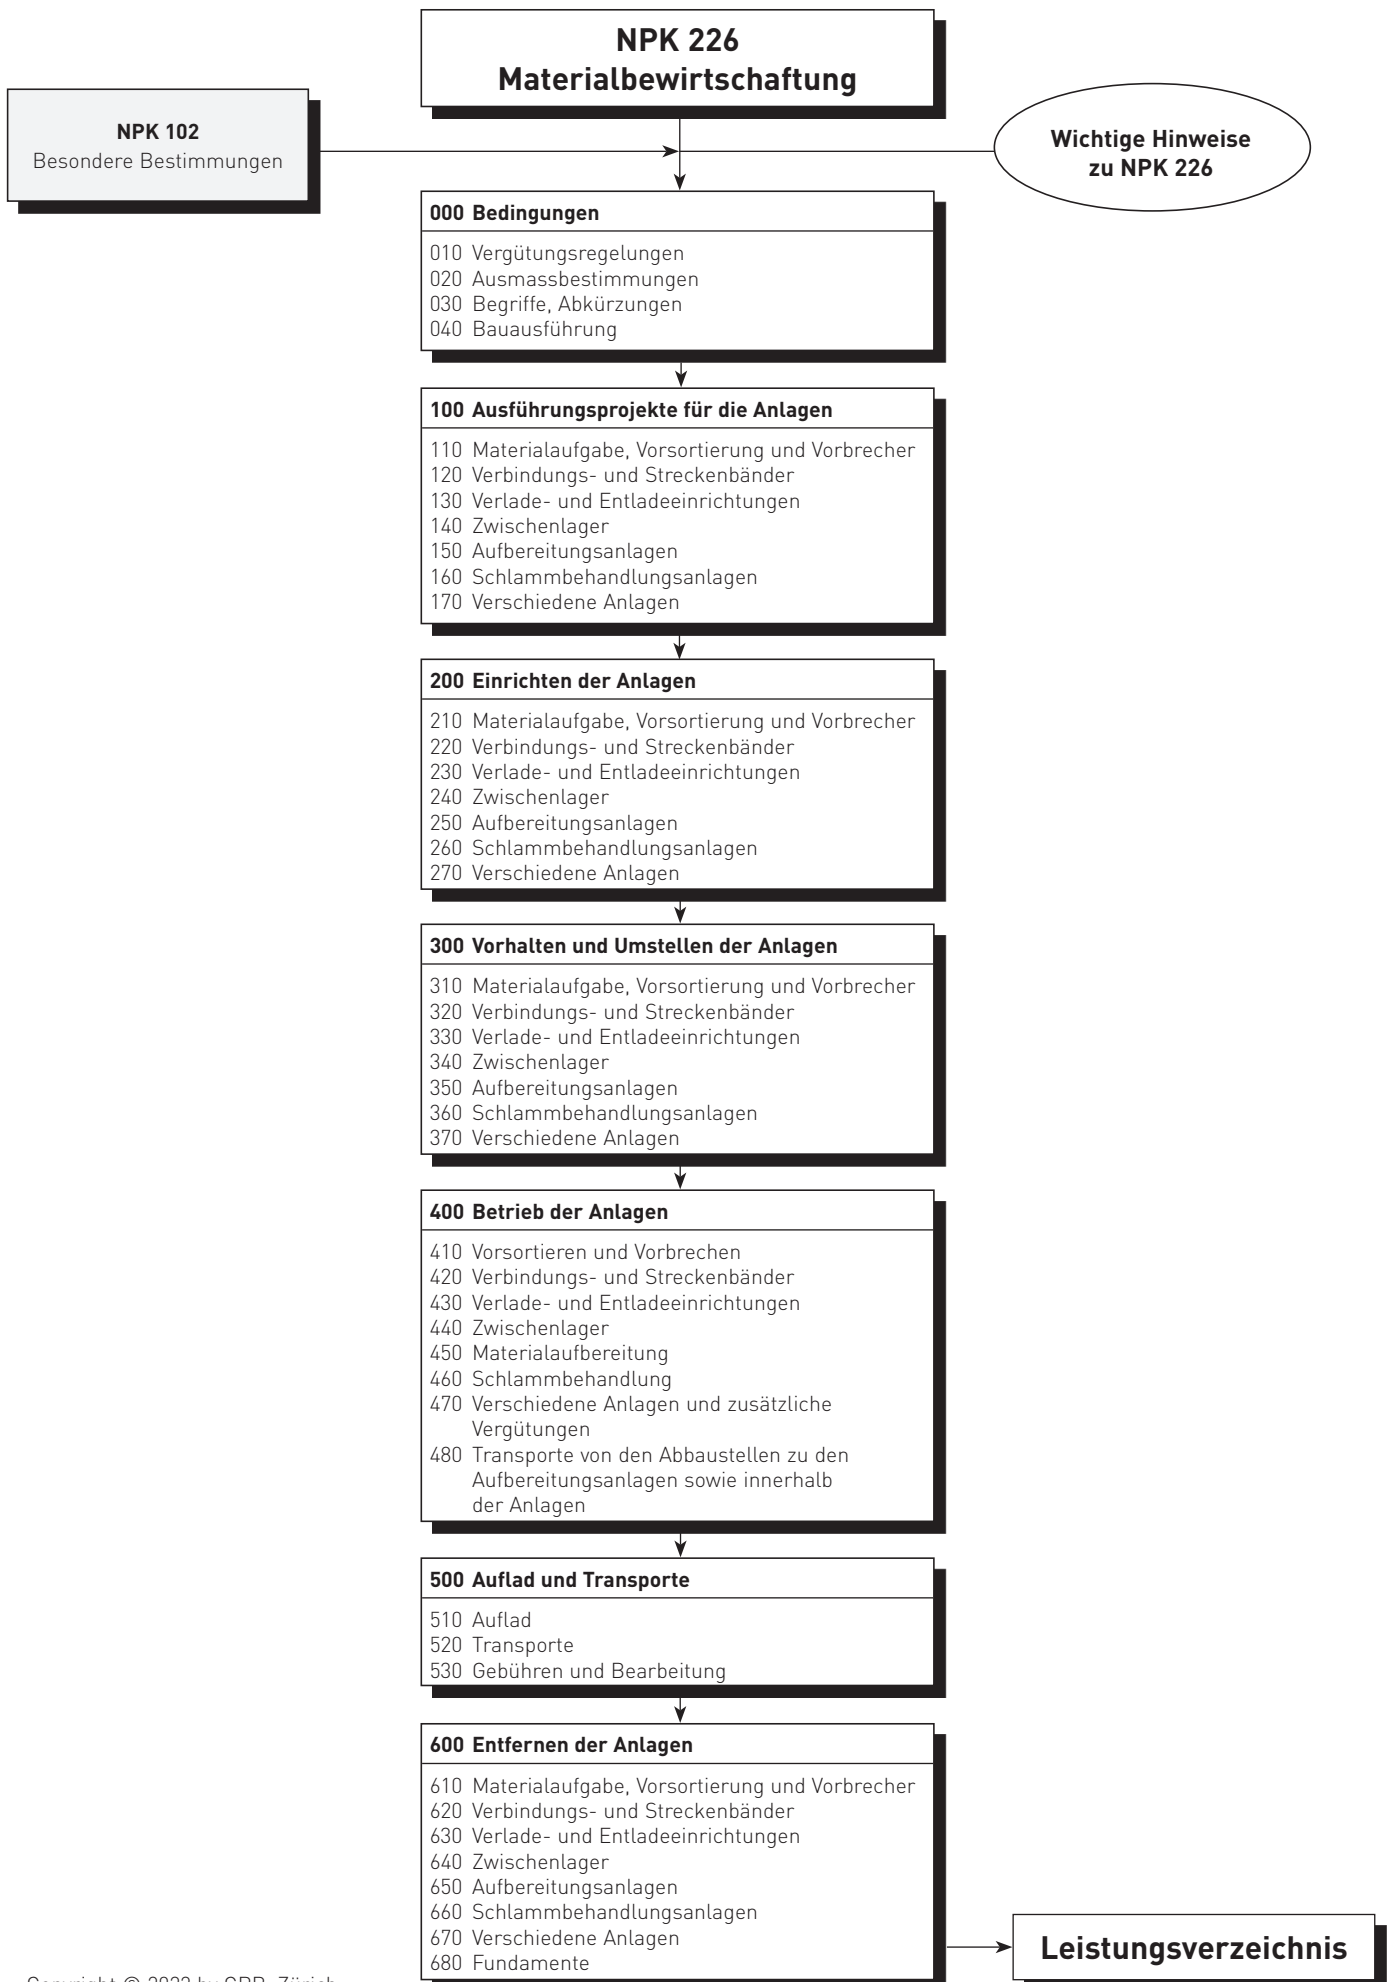 NPK 226
Materialbewirtschaftung
NPK 102
Besondere Bestimmungen
Wichtige Hinweise
zu NPK 226
000 Bedingungen
010 Vergütungsregelungen
020 Ausmassbestimmungen
030 Begriffe, Abkürzungen
040 Bauausführung
100 Ausführungsprojekte für die Anlagen
110 Materialaufgabe, Vorsortierung und Vorbrecher
120 Verbindungs- und Streckenbänder
130 Verlade- und Entladeeinrichtungen
140 Zwischenlager
150 Aufbereitungsanlagen
160 Schlammbehandlungsanlagen
170 Verschiedene Anlagen
200 Einrichten der Anlagen
210 Materialaufgabe, Vorsortierung und Vorbrecher
220 Verbindungs- und Streckenbänder
230 Verlade- und Entladeeinrichtungen
240 Zwischenlager
250 Aufbereitungsanlagen
260 Schlammbehandlungsanlagen
270 Verschiedene Anlagen
300 Vorhalten und Umstellen der Anlagen
310 Materialaufgabe, Vorsortierung und Vorbrecher
320 Verbindungs- und Streckenbänder
330 Verlade- und Entladeeinrichtungen
340 Zwischenlager
350 Aufbereitungsanlagen
360 Schlammbehandlungsanlagen
370 Verschiedene Anlagen
400 Betrieb der Anlagen
410 Vorsortieren und Vorbrechen
420 Verbindungs- und Streckenbänder
430 Verlade- und Entladeeinrichtungen
440 Zwischenlager
450 Materialaufbereitung
460 Schlammbehandlung
470 Verschiedene Anlagen und zusätzliche
Vergütungen
480 Transporte von den Abbaustellen zu den
Aufbereitungsanlagen sowie innerhalb
der Anlagen
500 Auflad und Transporte
510 Auflad
520 Transporte
530 Gebühren und Bearbeitung
600 Entfernen der Anlagen
610 Materialaufgabe, Vorsortierung und Vorbrecher
620 Verbindungs- und Streckenbänder
630 Verlade- und Entladeeinrichtungen
640 Zwischenlager
650 Aufbereitungsanlagen
660 Schlammbehandlungsanlagen
670 Verschiedene Anlagen
680 Fundamente
Leistungsverzeichnis
Copyright © by CRB, Zürich